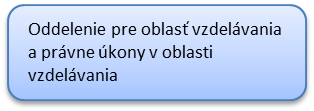 Oddelenie pre oblasť vzdelávania
a právne úkony v oblasti
vzdelávania